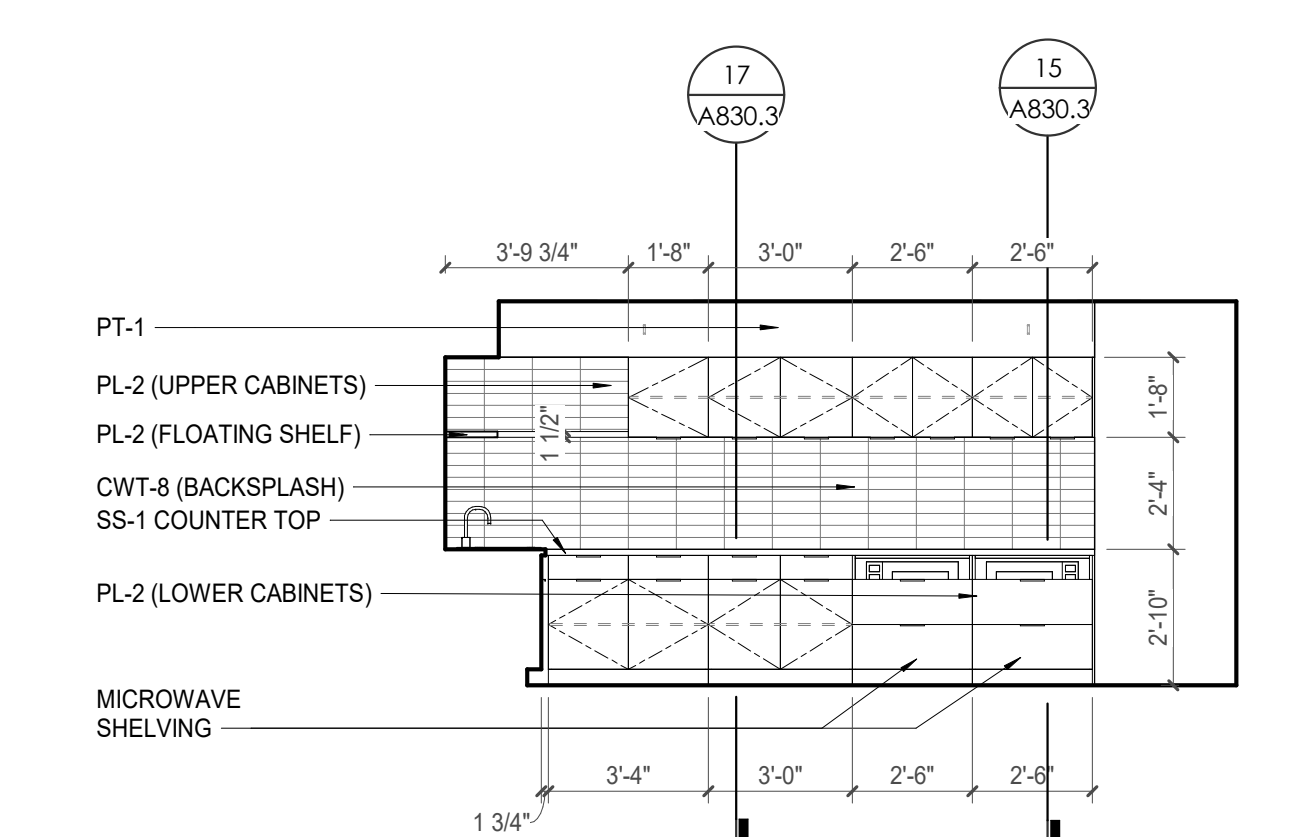 17
A830.3
15
A830.3
3'-9 3/4"
1'-8"
3'-0"
2'-6"
2'-6"
PT-1
PL-2 (UPPER CABINETS)
PL-2 (FLOATING SHELF)
1 1/2"
1'-8"
CWT-8 (BACKSPLASH)
2'-4"
SS-1 COUNTER TOP
PL-2 (LOWER CABINETS)
2'-10"
MICROWAVE
SHELVING
3'-4"
3'-0"
2'-6"
2'-6"
1 3/4"